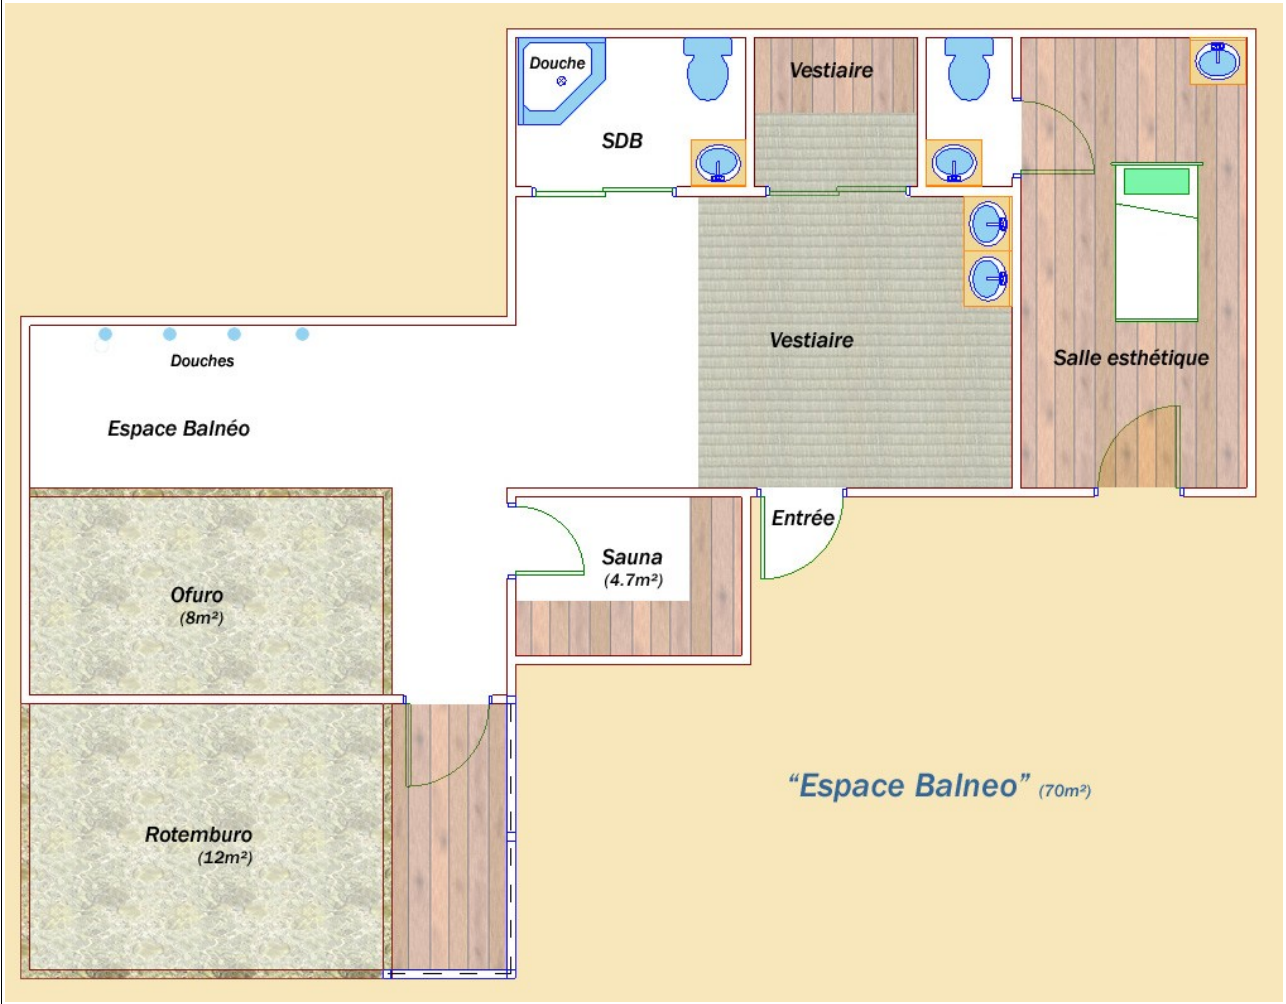 Douche
Vestiaire
SDB
Vestiaire
Salle esthétique
Douches
Espace Balnéo
Entrée
Sauna
(4.7m²)
Ofuro
(8m²)
“Espace Balneo” (70m²)
Rotemburo
(12m²)